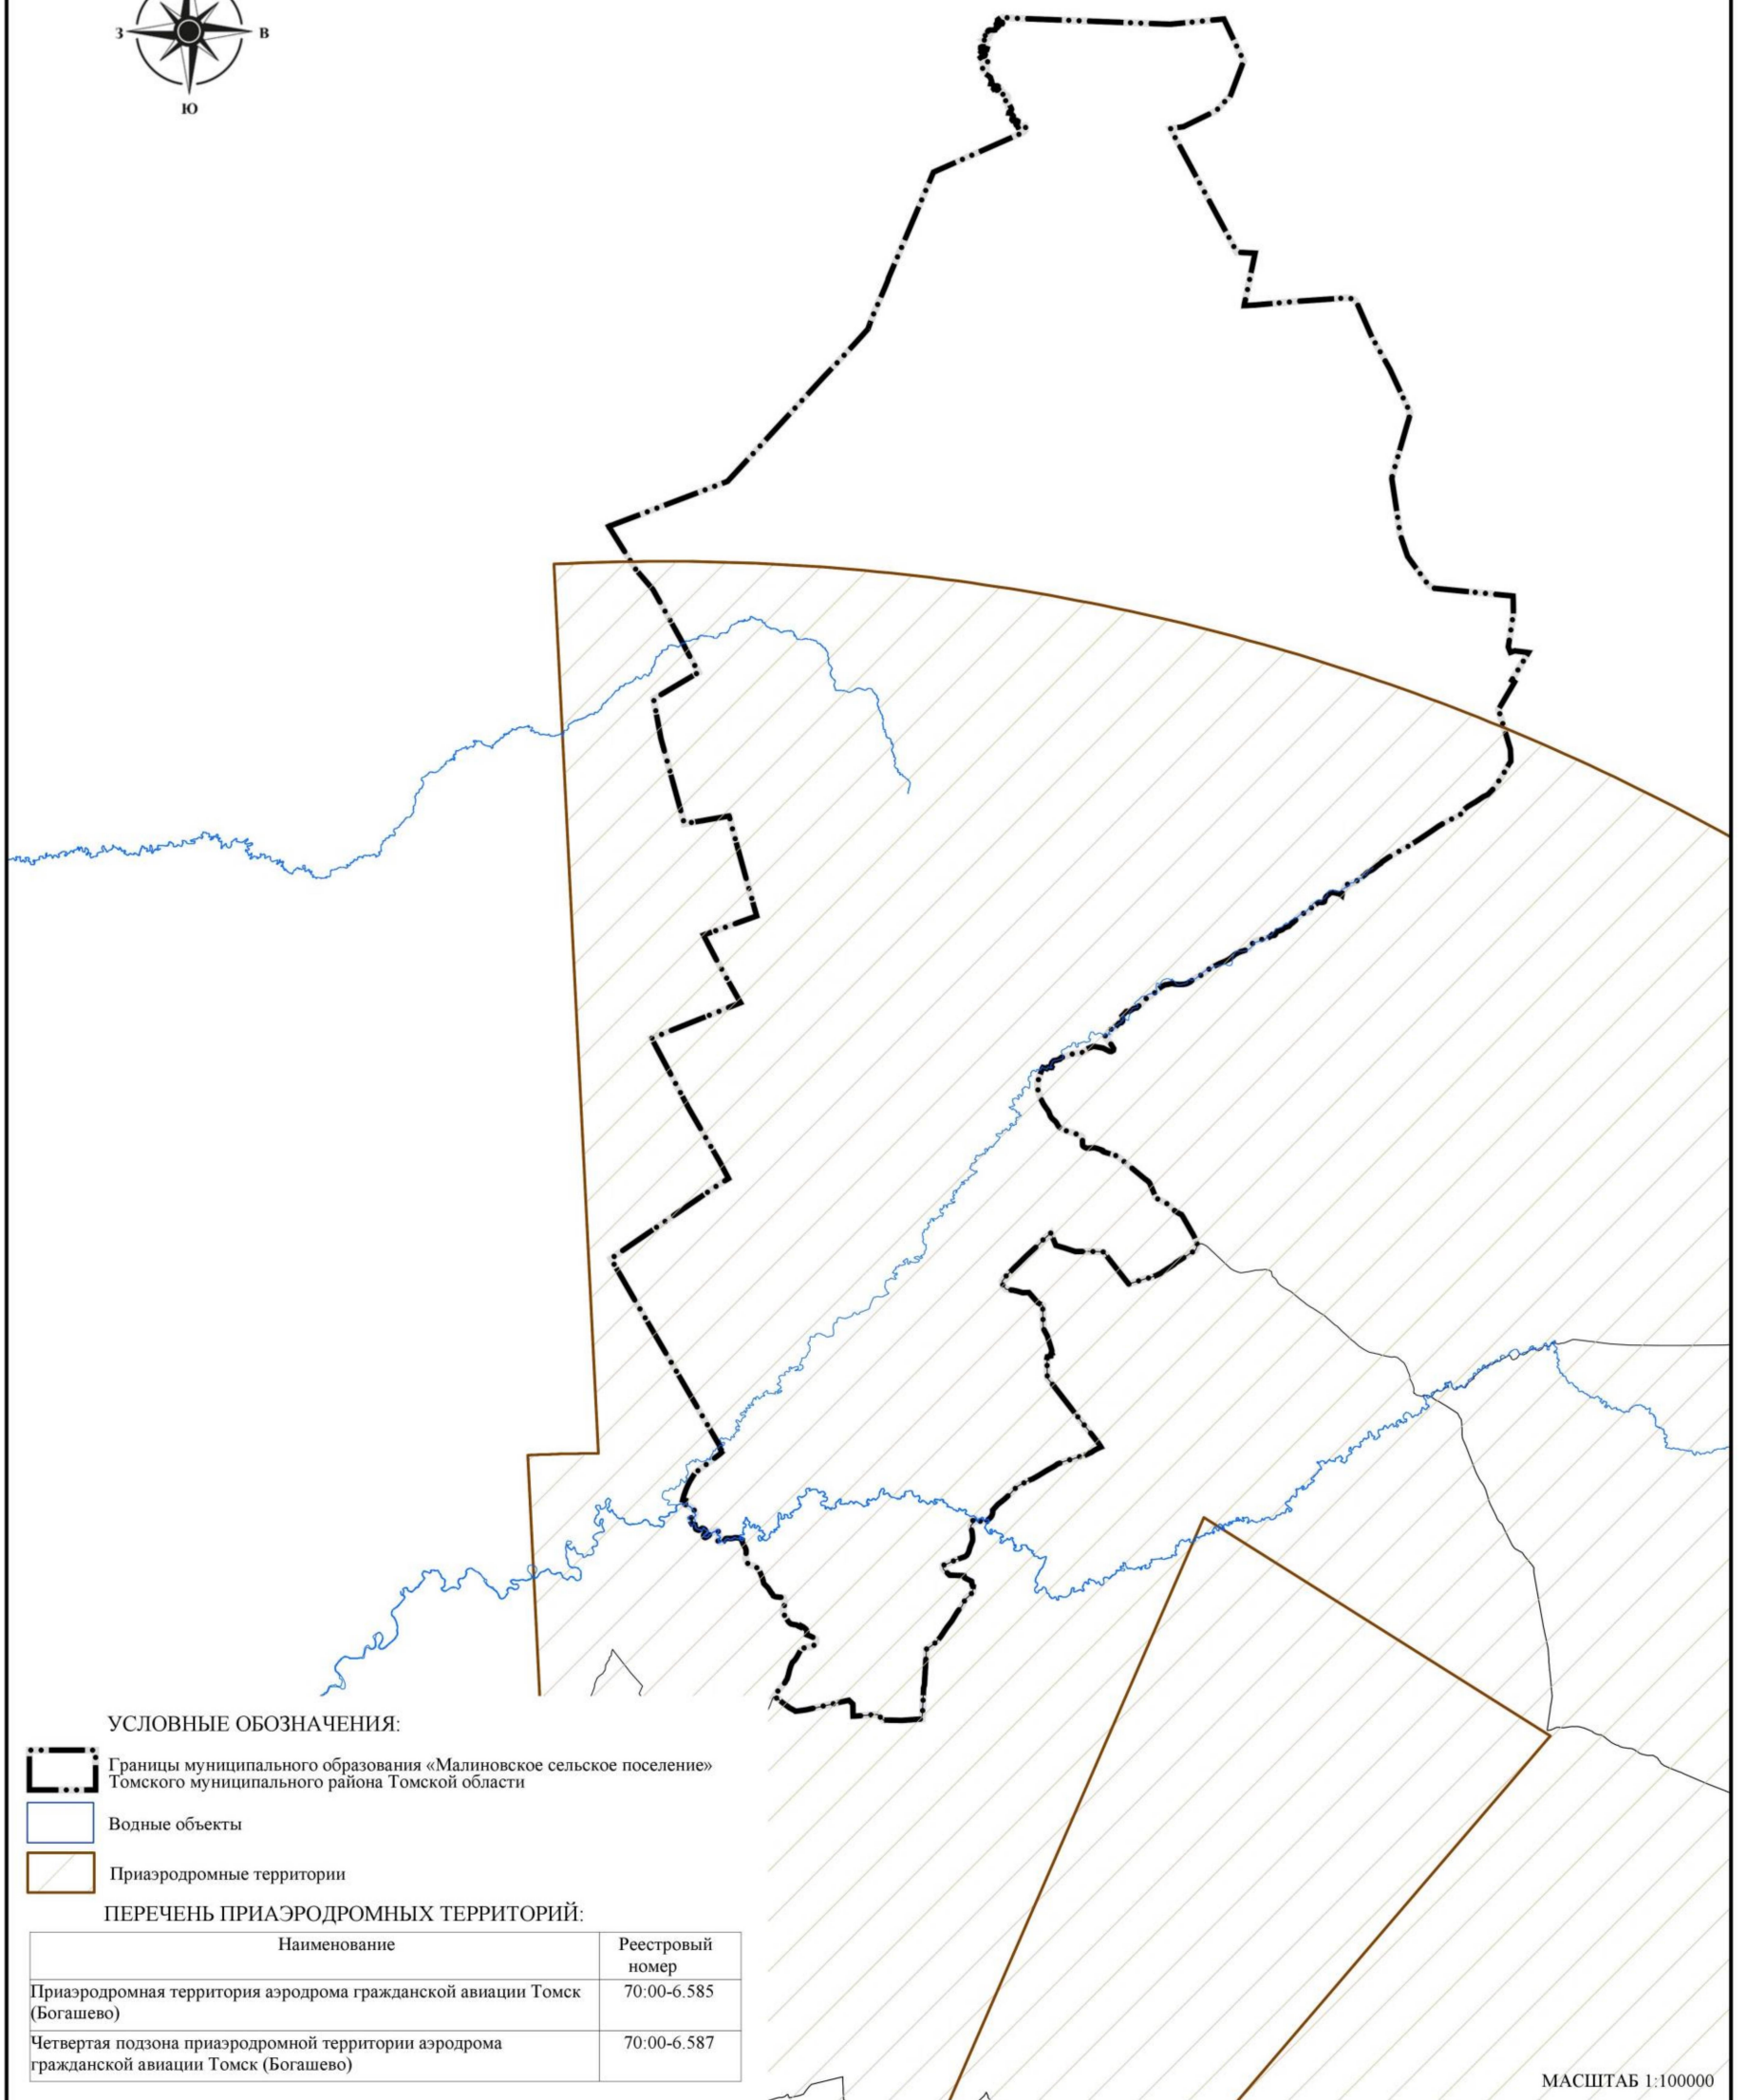 З
В
Ю
УСЛОВНЫЕ ОБОЗНАЧЕНИЯ:
Границы муниципального образования «Малиновское сельское поселение»
Томского муниципального района Томской области
Водные объекты
Приаэродромные территории
ПЕРЕЧЕНЬ ПРИАЭРОДРОМНЫХ ТЕРРИТОРИЙ:
Наименование
Реестровый
номер
Приаэродромная территория аэродрома гражданской авиации Томск
(Богашево)
70:00-6.585
Четвертая подзона приаэродромной территории аэродрома
гражданской авиации Томск (Богашево)
70:00-6.587
МАСШТАБ 1:100000